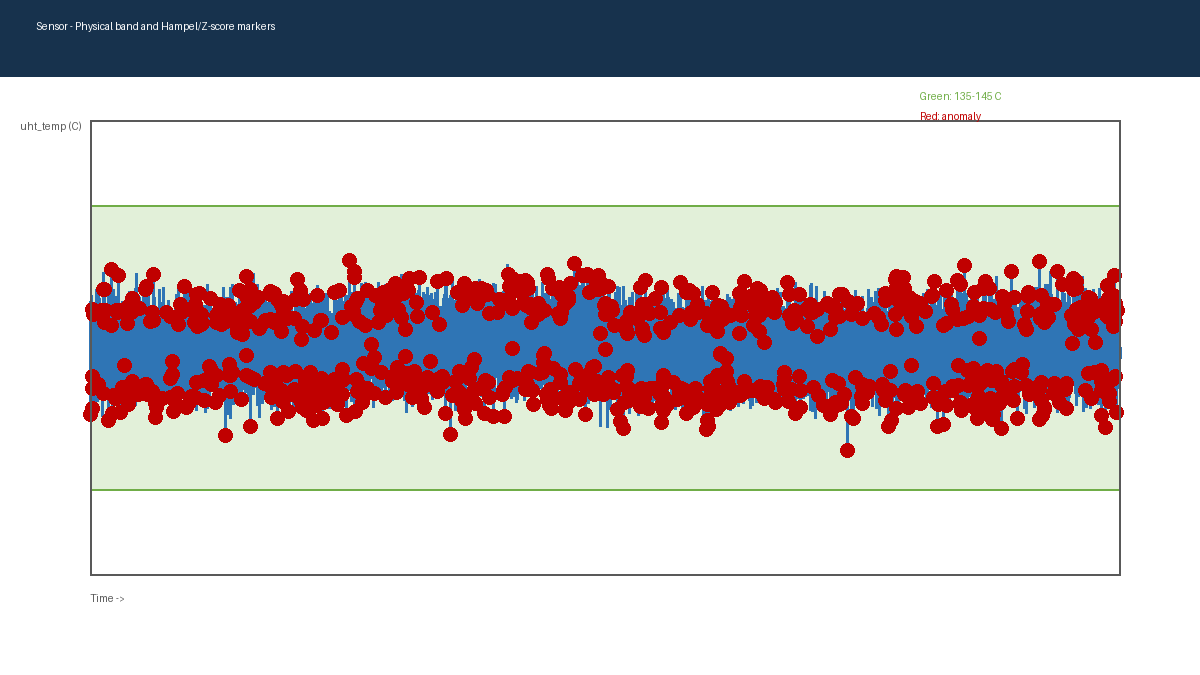 Sensor - Physical band and Hampel/Z-score markers
Green: 135-145 C
Red: anomaly
uht_temp (C)
Time ->